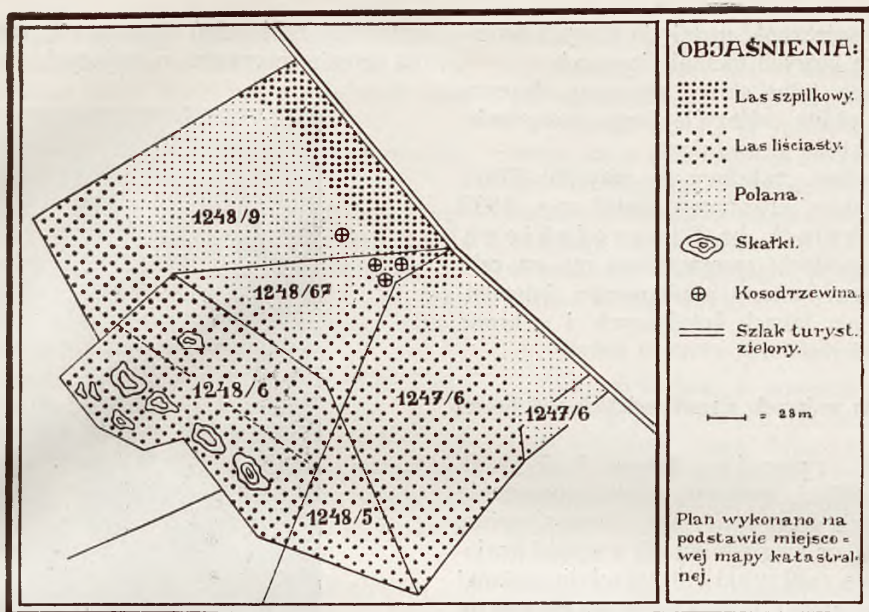 1248/9
1248/67
1248/6
1247/6
1247/6
1248/5
OBJAŚNIENIA:
Las szpilkowy.
Las liściasty.
Polana.
Skałki.
Kosodrzewina
Szlak turyst.
zielony.
= 28m
Plan wykonano na
podstawie miejsco=
wej mapy katastral.
nej.